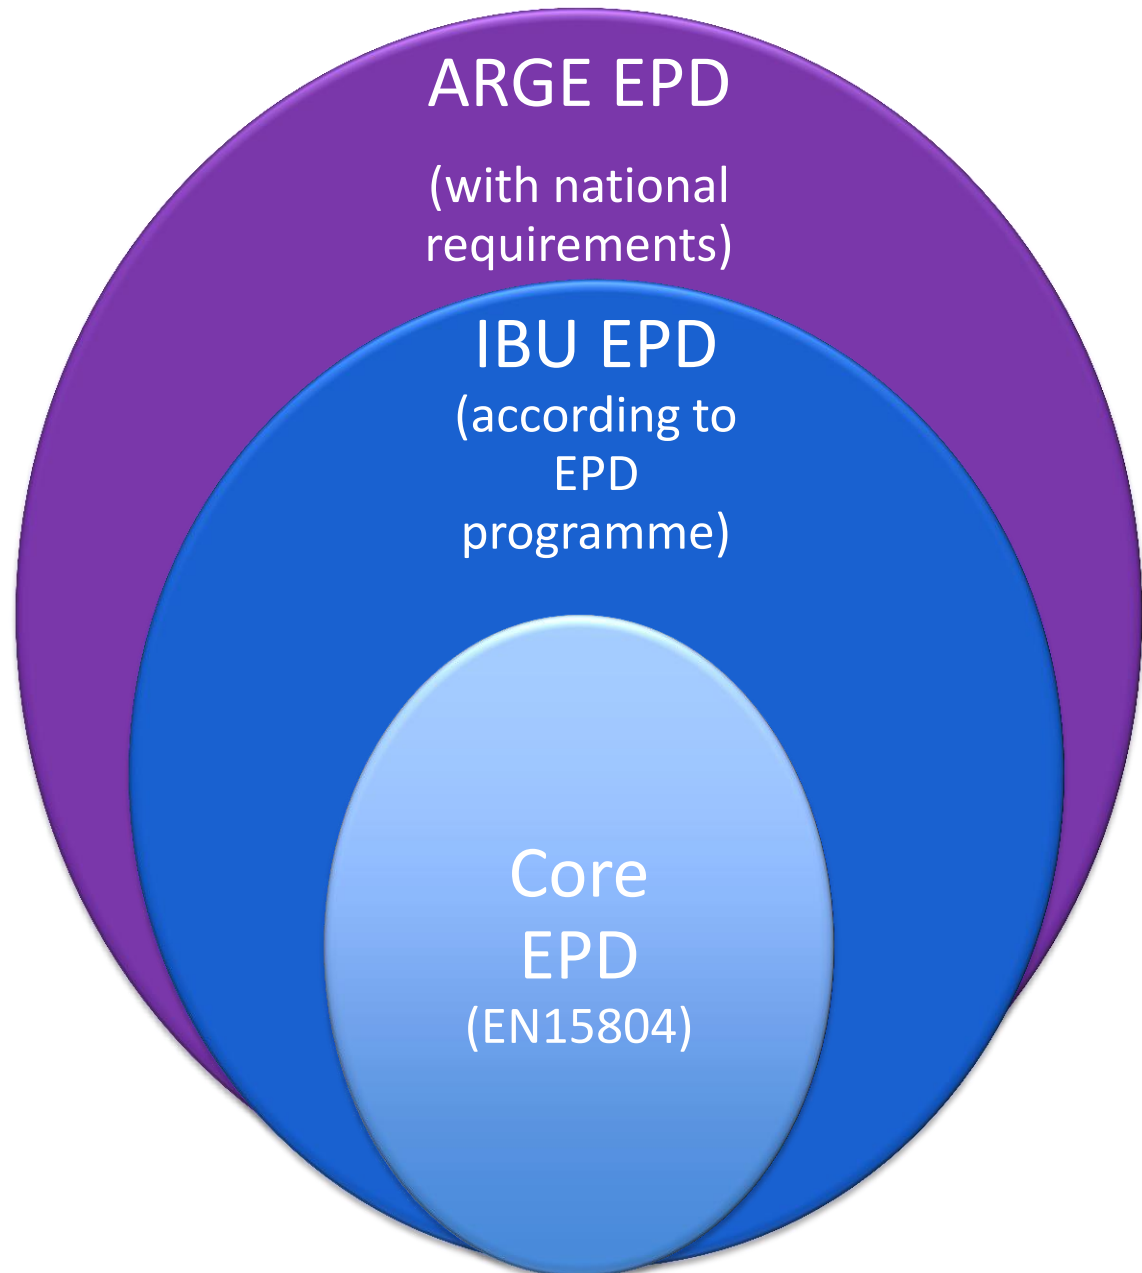 ARGE EPD
(with national
requirements)
IBU EPD
(according to
EPD
programme)
Core
EPD
(EN15804)